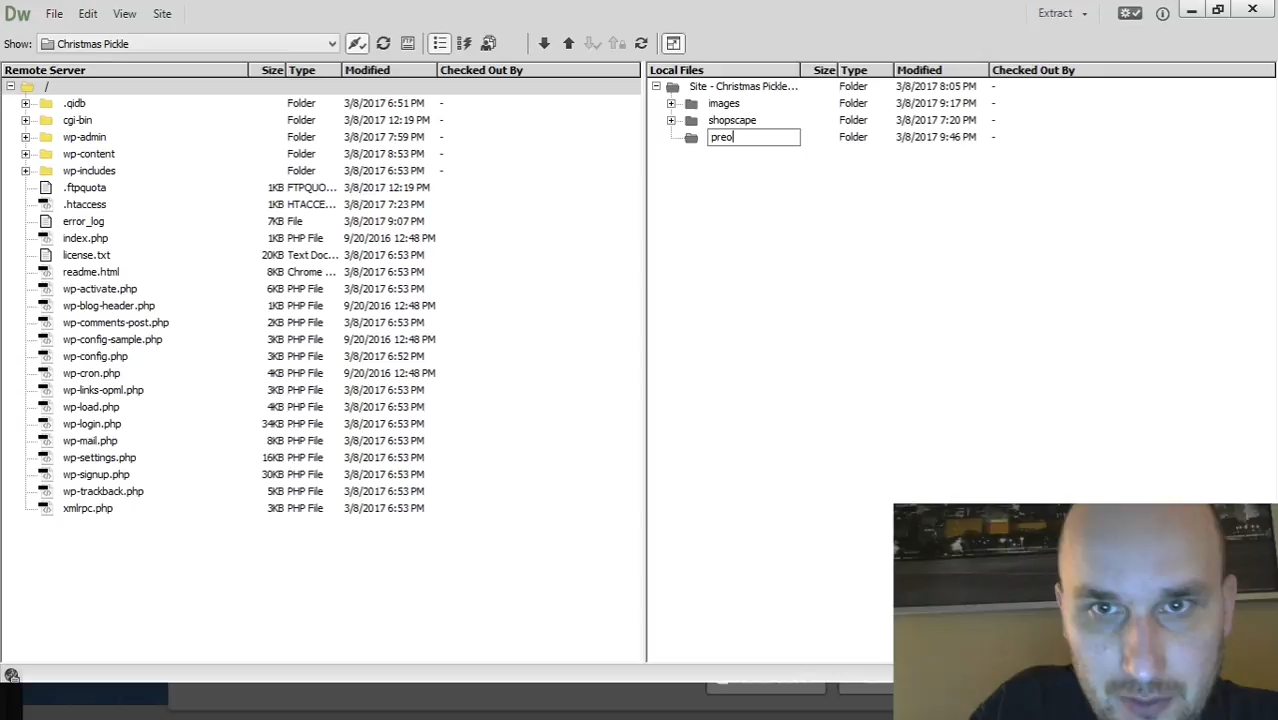 Dw File Edit View Site Extract
Show: Christmas Pickle
Remote Server Size Type Modified Checked Out By
/
.qidb Folder 3/8/2017 6:51 PM -
cgi-bin Folder 3/8/2017 12:19 PM -
wp-admin Folder 3/8/2017 7:59 PM -
wp-content Folder 3/8/2017 8:53 PM -
wp-includes Folder 3/8/2017 6:53 PM -
.ftpquota 1KB FTPQUO... 3/8/2017 12:19 PM
.htaccess 1KB HTACCE... 3/8/2017 7:23 PM
error_log 7KB File 3/8/2017 9:07 PM
index.php 1KB PHP File 9/20/2016 12:48 PM
license.txt 20KB Text Doc... 3/8/2017 6:53 PM
readme.html 8KB Chrome ... 3/8/2017 6:53 PM
wp-activate.php 6KB PHP File 3/8/2017 6:53 PM
wp-blog-header.php 1KB PHP File 9/20/2016 12:48 PM
wp-comments-post.php 2KB PHP File 3/8/2017 6:53 PM
wp-config-sample.php 3KB PHP File 9/20/2016 12:48 PM
wp-config.php 3KB PHP File 3/8/2017 6:52 PM
wp-cron.php 4KB PHP File 9/20/2016 12:48 PM
wp-links-opml.php 3KB PHP File 3/8/2017 6:53 PM
wp-load.php 4KB PHP File 3/8/2017 6:53 PM
wp-login.php 34KB PHP File 3/8/2017 6:53 PM
wp-mail.php 8KB PHP File 3/8/2017 6:53 PM
wp-settings.php 16KB PHP File 3/8/2017 6:53 PM
wp-signup.php 30KB PHP File 3/8/2017 6:53 PM
wp-trackback.php 5KB PHP File 3/8/2017 6:53 PM
xmlrpc.php 3KB PHP File 3/8/2017 6:53 PM
Local Files Size Type Modified Checked Out By
Site - Christmas Pickle... Folder 3/8/2017 8:05 PM -
images Folder 3/8/2017 9:17 PM -
shopscape Folder 3/8/2017 7:20 PM -
preo Folder 3/8/2017 9:46 PM -